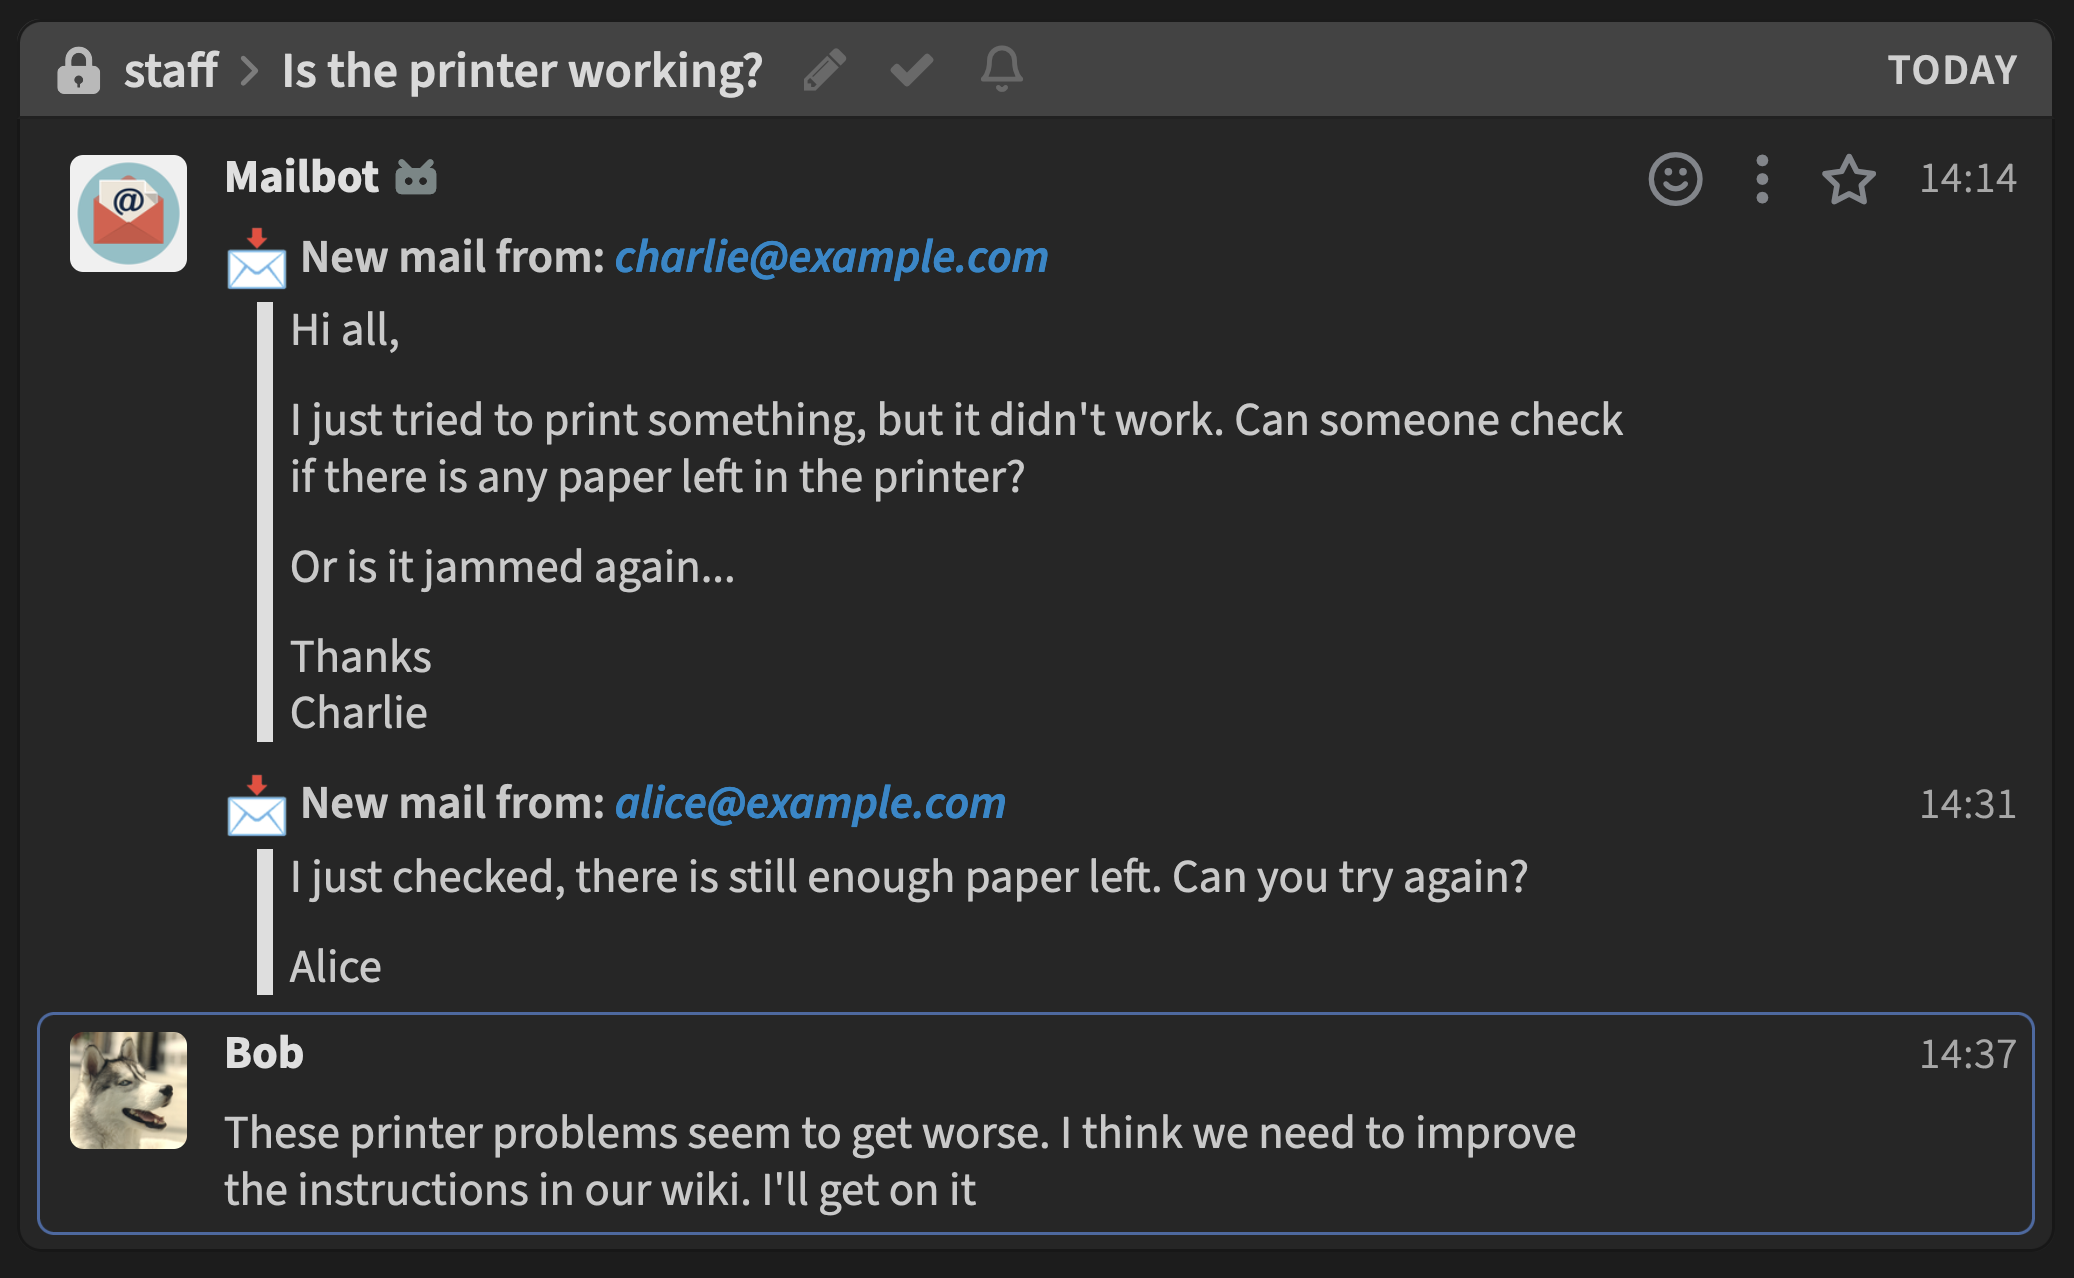 staff > Is the printer working? TODAY
Mailbot 14:14
@
New mail from: charlie@example.com
Hi all,
I just tried to print something, but it didn't work. Can someone check
if there is any paper left in the printer?
Or is it jammed again...
Thanks
Charlie
New mail from: alice@example.com 14:31
I just checked, there is still enough paper left. Can you try again?
Alice
Bob 14:37
These printer problems seem to get worse. I think we need to improve
the instructions in our wiki. I'll get on it